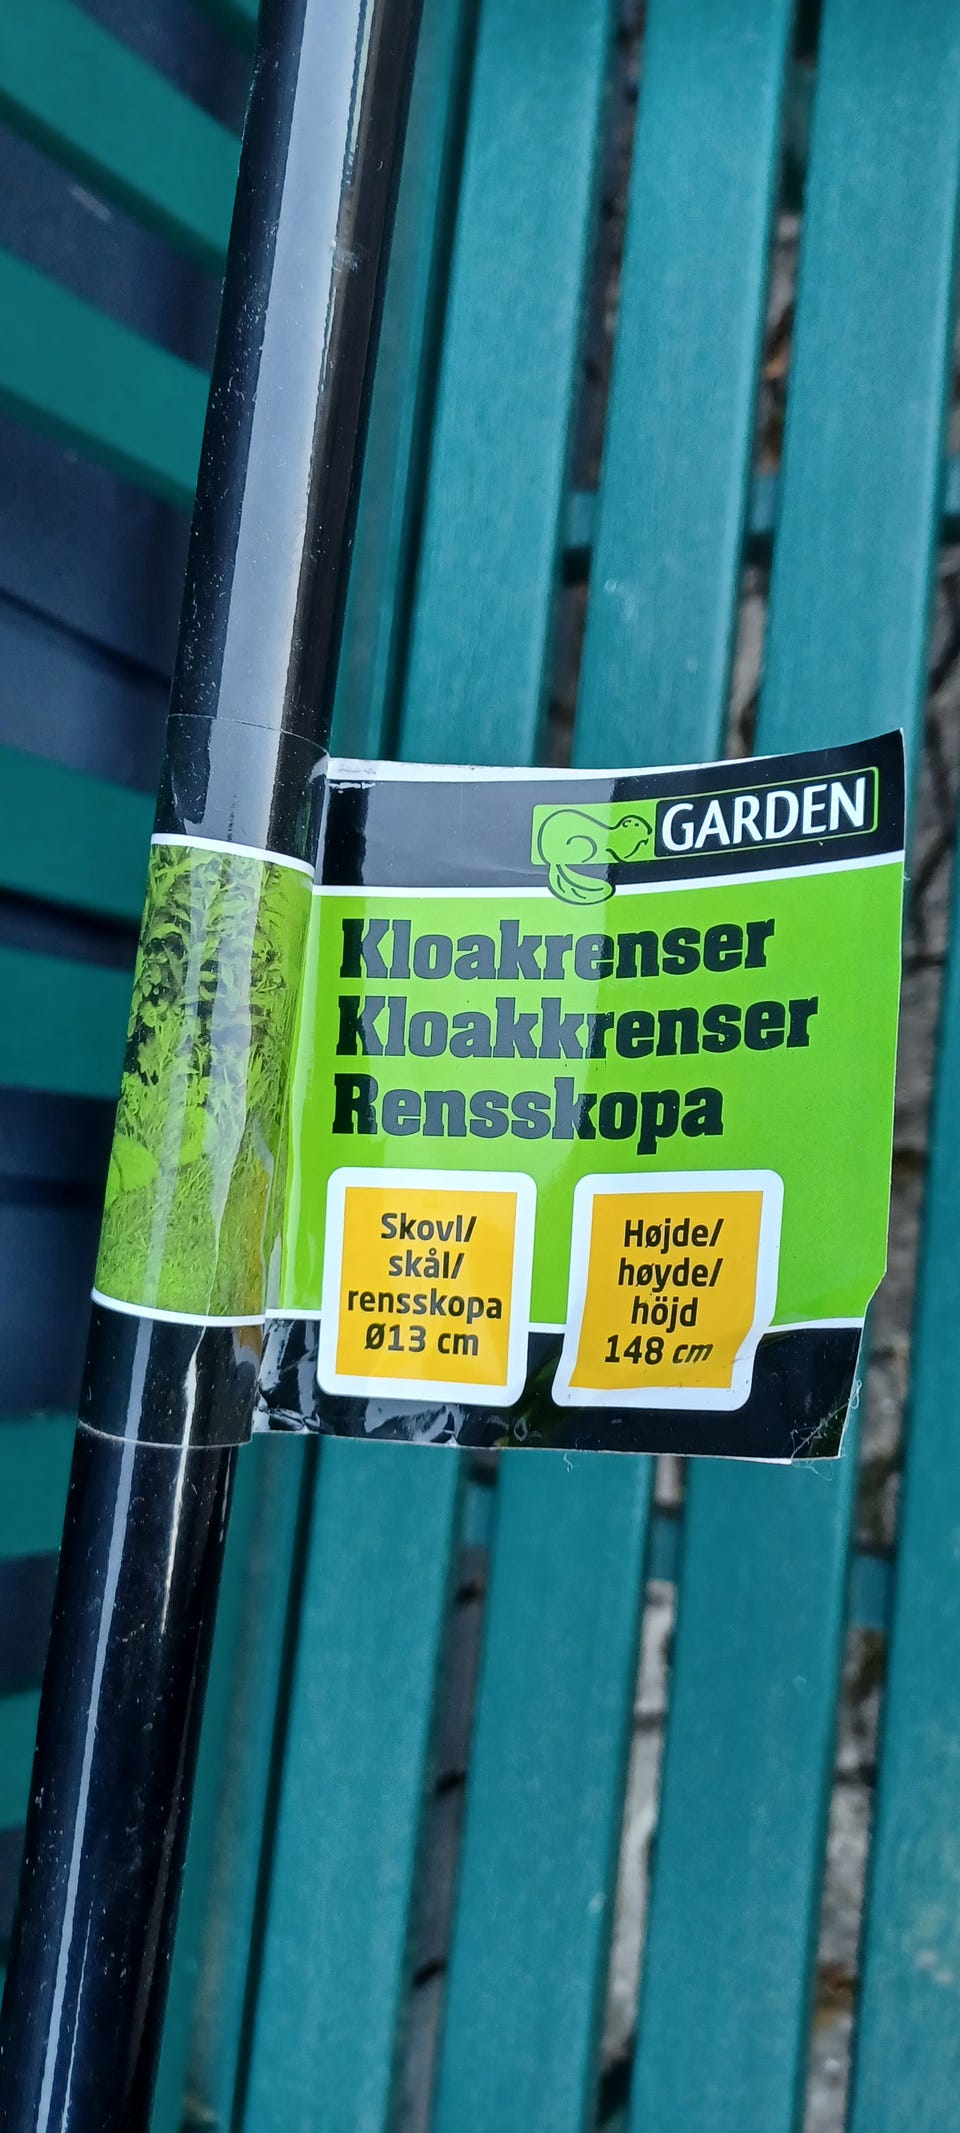 GARDEN
Kloakrenser
Kloakkrenser
Rensskopa
Skovl/
skål/
rensskopa
Ø13 cm
Højde/
høyde/
höjd
148 cm